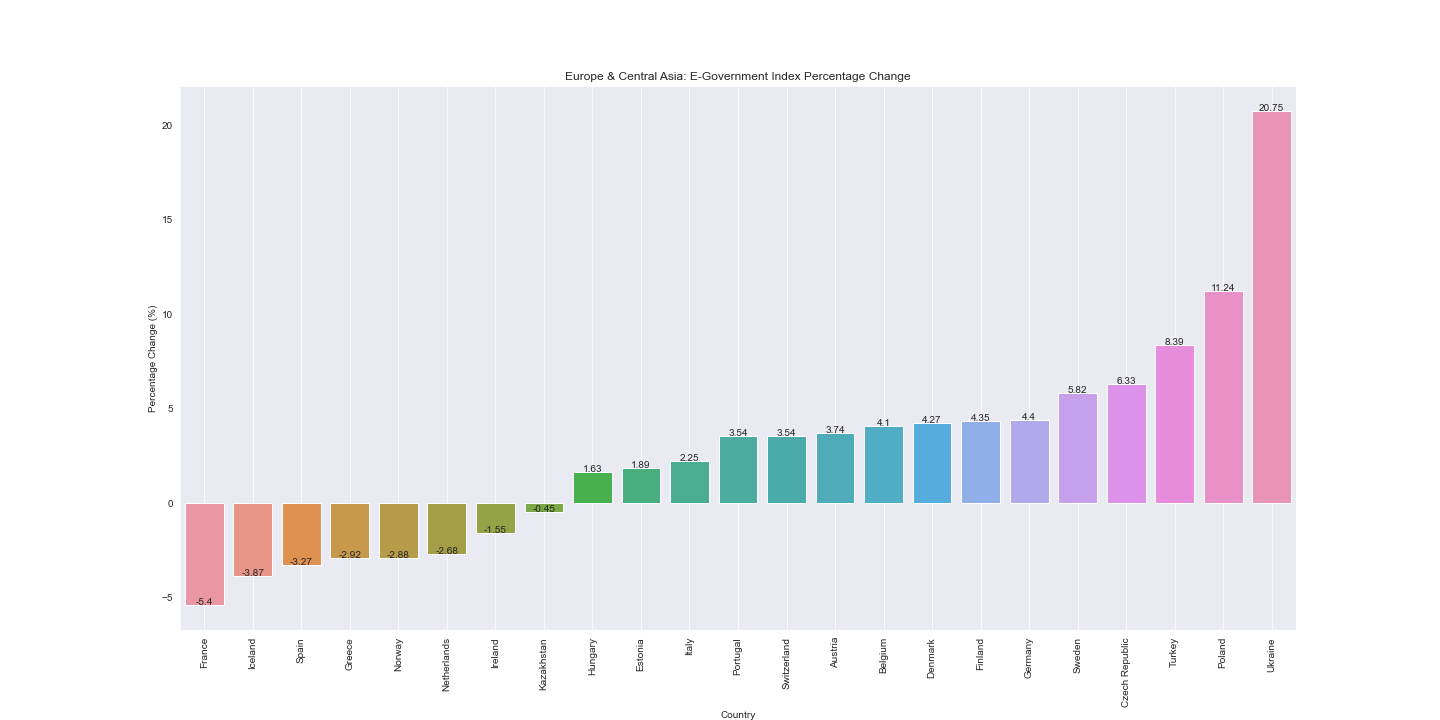 Europe & Central Asia: E-Government Index Percentage Change
Percentage Change (%)
20
15
10
5
0
−5
-5.4
-3.87
-3.27
-2.92
-2.88
-2.68
-1.55
-0.45
1.63
1.89
2.25
3.54
3.54
3.74
4.1
4.27
4.35
4.4
5.82
6.33
8.39
11.24
20.75
France
Iceland
Spain
Greece
Norway
Netherlands
Ireland
Kazakhstan
Hungary
Estonia
Italy
Portugal
Switzerland
Austria
Belgium
Denmark
Finland
Germany
Sweden
Czech Republic
Turkey
Poland
Ukraine
Country